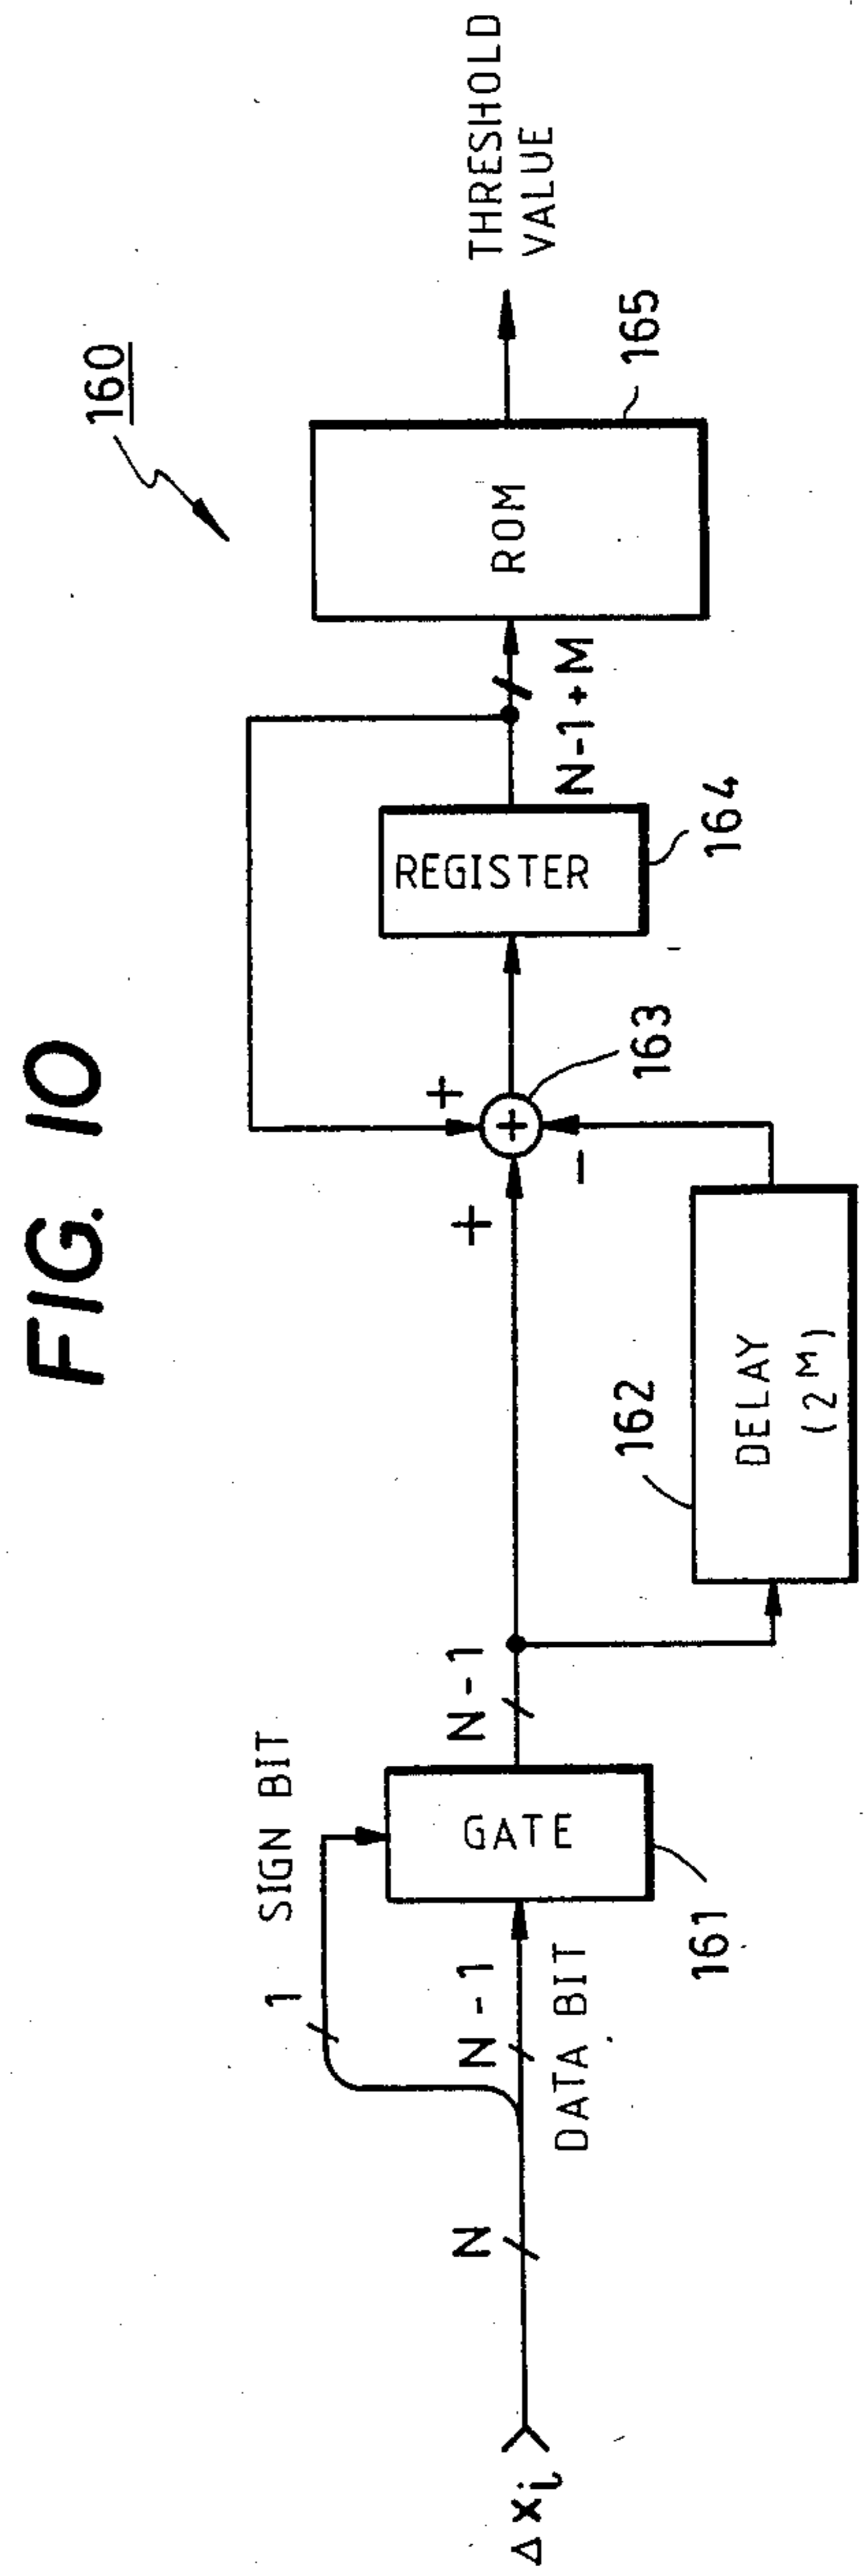 FIG. 10
160
Δxi
N
1
SIGN BIT
N-1
DATA BIT
GATE
161
N-1
DELAY
(2ᴹ)
162
+
+
−
+
163
REGISTER
164
N-1+M
ROM
165
THRESHOLD
VALUE